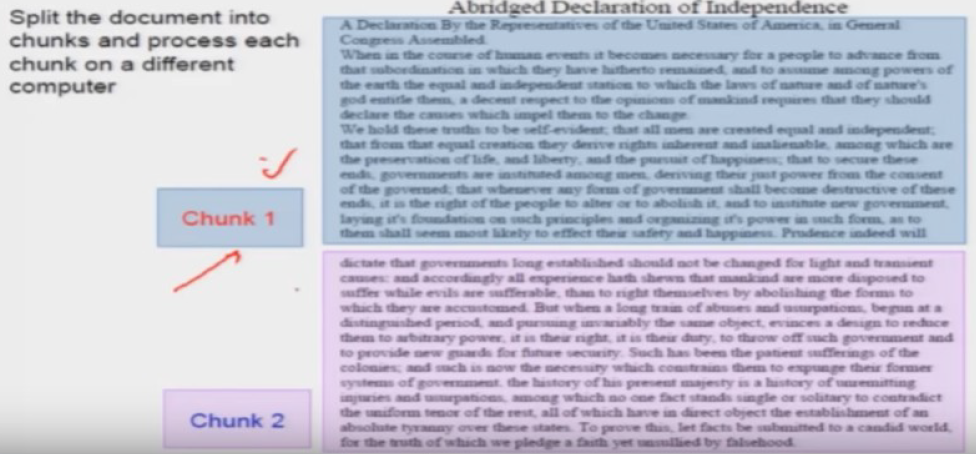 Split the document into
chunks and process each
chunk on a different
computer
Abridged Declaration of Independence
A Declaration By the Representatives of the United States of America, in General
Congress Assembled.
When in the course of human events it becomes necessary for a people to advance from
that subordination in which they have hitherto remained, and to assume among powers of
the earth the equal and independent station to which the laws of nature and of nature's
god entitle them, a decent respect to the opinions of mankind requires that they should
declare the causes which impel them to the change.
We hold these truths to be self-evident; that all men are created equal and independent;
that from that equal creation they derive rights inherent and inalienable, among which are
the preservation of life, and liberty, and the pursuit of happiness; that to secure these
ends, governments are instituted among men, deriving their just power from the consent
of the governed; that whenever any form of government shall become destructive of these
ends, it is the right of the people to alter or to abolish it, and to institute new government,
laying it's foundation on such principles and organizing it's power in such form, as to
them shall seem most likely to effect their safety and happiness. Prudence indeed will
Chunk 1
dictate that governments long established should not be changed for light and transient
causes: and accordingly all experience hath shewn that mankind are more disposed to
suffer while evils are sufferable, than to right themselves by abolishing the forms to
which they are accustomed. But when a long train of abuses and usurpations, begun at a
distinguished period, and pursuing invariably the same object, evinces a design to reduce
them to arbitrary power, it is their right, it is their duty, to throw off such government and
to provide new guards for future security. Such has been the patient sufferings of the
colonies; and such is now the necessity which constrains them to expunge their former
systems of government. the history of his present majesty is a history of unremitting
injuries and usurpations, among which no one fact stands single or solitary to contradict
the uniform tenor of the rest, all of which have in direct object the establishment of an
absolute tyranny over these states. To prove this, let facts be submitted to a candid world,
for the truth of which we pledge a faith yet unsullied by falsehood.
Chunk 2